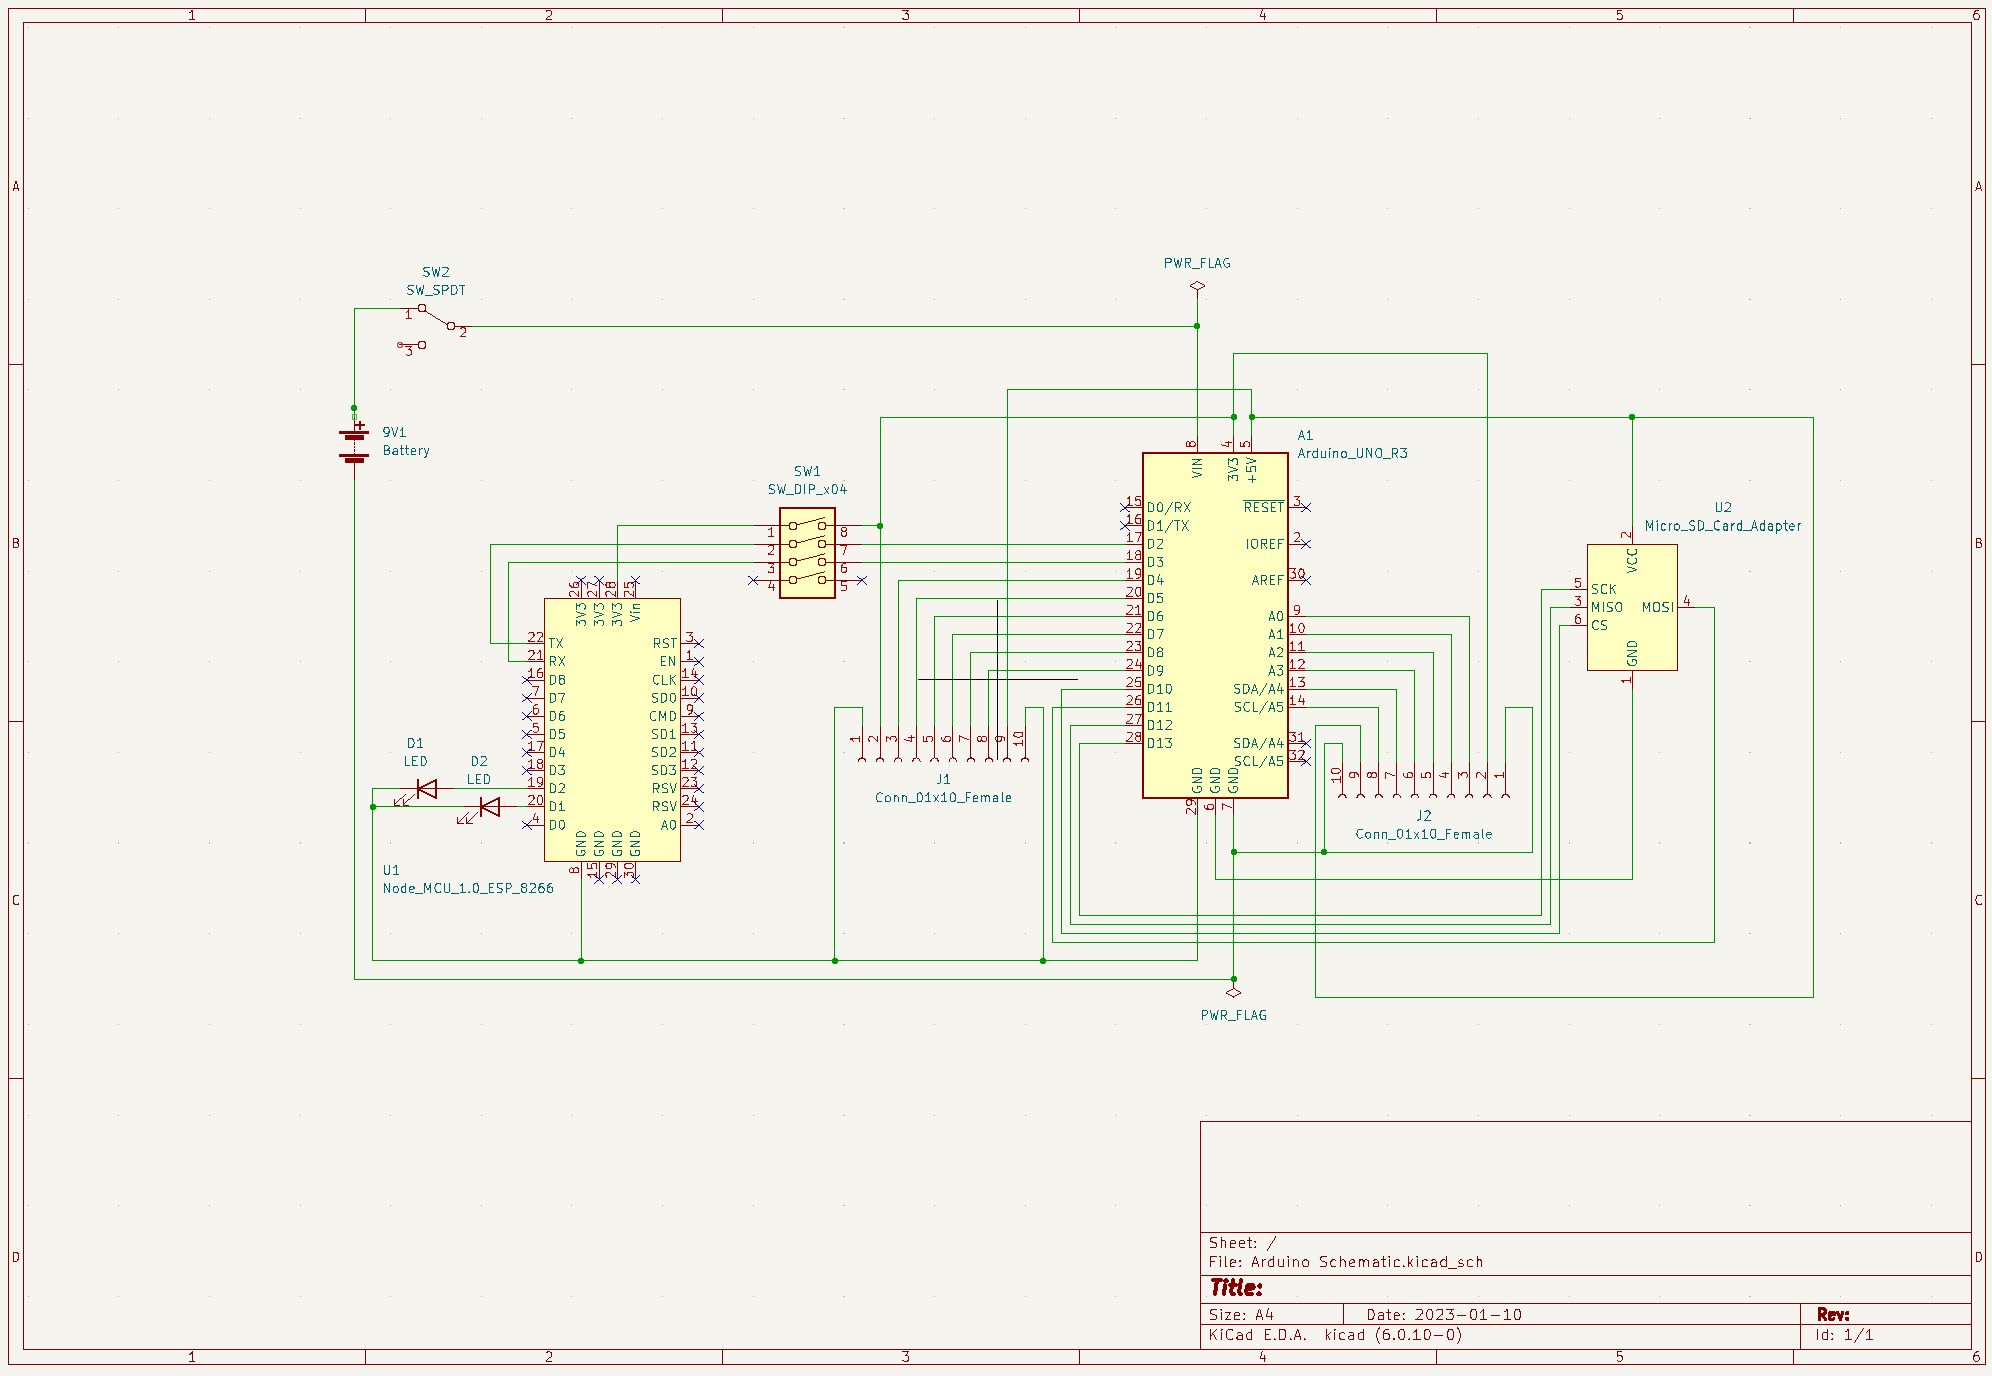 1 2 3 4 5 6
A A
B B
C C
D D
PWR_FLAG
SW2
SW_SPDT
1
2
3
9V1
Battery
+
SW1
SW_DIP_x04
1 8
2 7
3 6
4 5
A1
Arduino_UNO_R3
8 4 5
VIN 3V3 +5V
15 D0/RX RESET 3
16 D1/TX
17 D2 IOREF 2
18 D3
19 D4 AREF 30
20 D5
21 D6 A0 9
22 D7 A1 10
23 D8 A2 11
24 D9 A3 12
25 D10 SDA/A4 13
26 D11 SCL/A5 14
27 D12
28 D13 SDA/A4 31
SCL/A5 32
GND GND GND
29 6 7
U2
Micro_SD_Card_Adapter
2
VCC
5 SCK
3 MISO MOSI 4
6 CS
GND
1
26 27 28 25
3V3 3V3 3V3 Vin
22 TX RST 3
21 RX EN 1
16 D8 CLK 14
7 D7 SD0 10
6 D6 CMD 9
5 D5 SD1 13
17 D4 SD2 11
18 D3 SD3 12
19 D2 RSV 23
20 D1 RSV 24
4 D0 A0 2
GND GND GND GND
8 15 29 30
D1
LED
D2
LED
U1
Node_MCU_1.0_ESP_8266
1 2 3 4 5 6 7 8 9 10
J1
Conn_01x10_Female
10 9 8 7 6 5 4 3 2 1
J2
Conn_01x10_Female
PWR_FLAG
Sheet: /
File: Arduino Schematic.kicad_sch
Title:
Size: A4 Date: 2023-01-10 Rev:
KiCad E.D.A. kicad (6.0.10-0) Id: 1/1
1 2 3 4 5 6